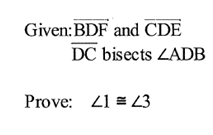 Given: BDF and CDE
DC bisects ∠ADB
Prove: ∠1 ≅ ∠3